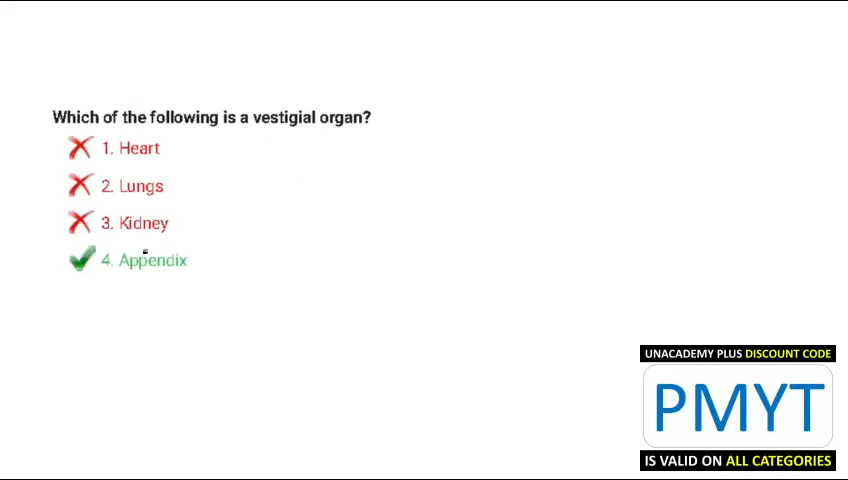 Which of the following is a vestigial organ?
1. Heart
2. Lungs
3. Kidney
4. Appendix
UNACADEMY PLUS DISCOUNT CODE
PMYT
IS VALID ON ALL CATEGORIES